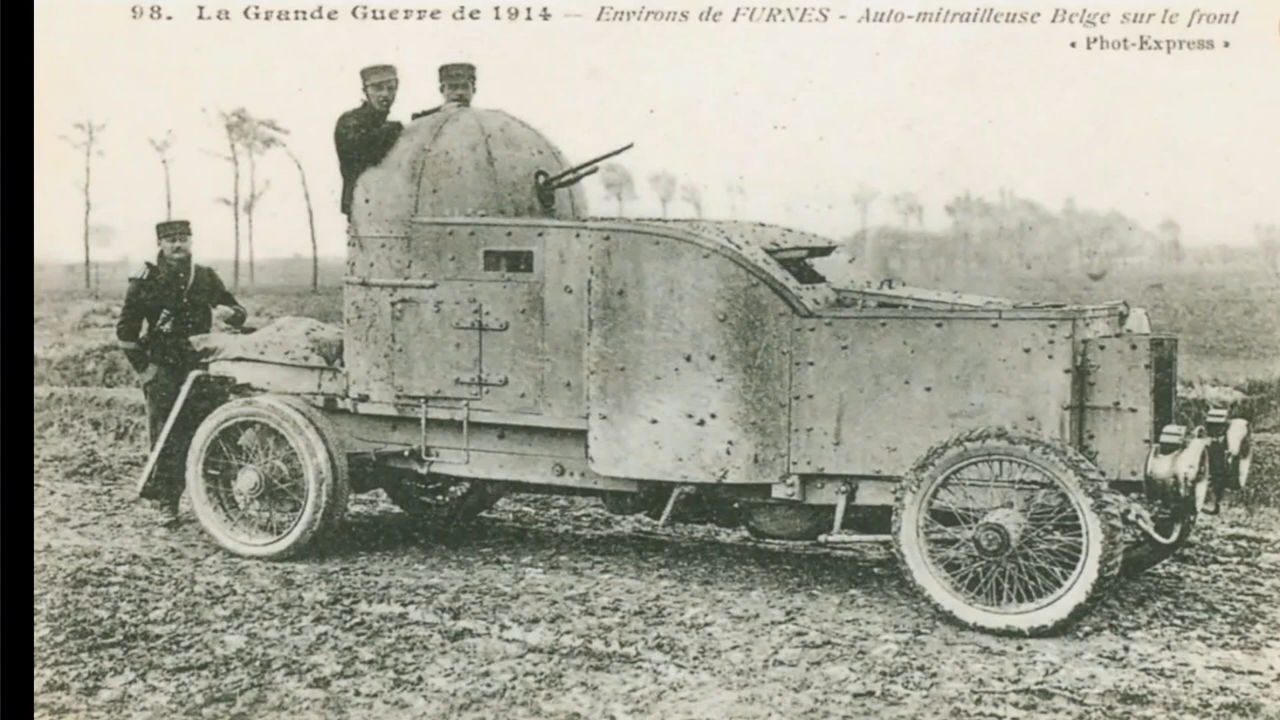 98. La Grande Guerre de 1914 — Environs de FURNES - Auto-mitrailleuse Belge sur le front
« Phot-Express »